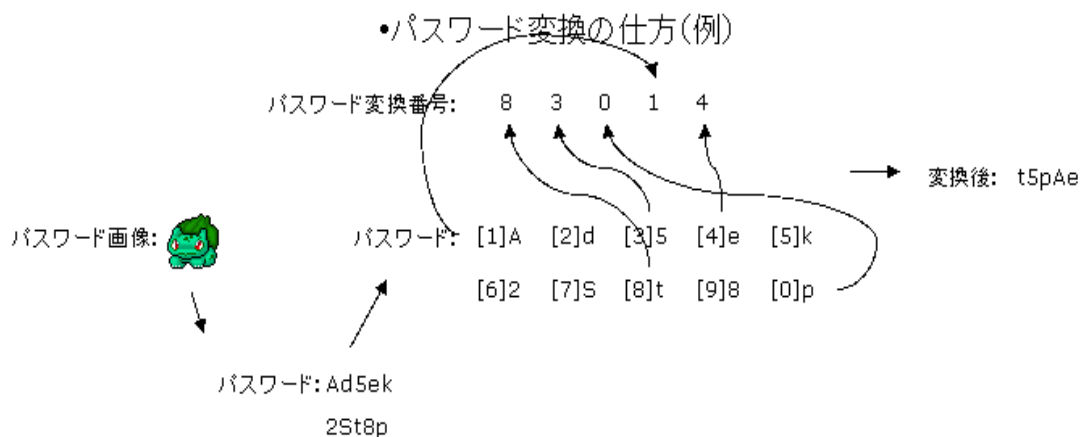 •パスワード変換の仕方(例)
パスワード変換番号: 8 3 0 1 4
変換後: t5pAe
パスワード画像:
パスワード: [1]A [2]d [3]5 [4]e [5]k
[6]2 [7]S [8]t [9]8 [0]p
パスワード:Ad5ek
2St8p